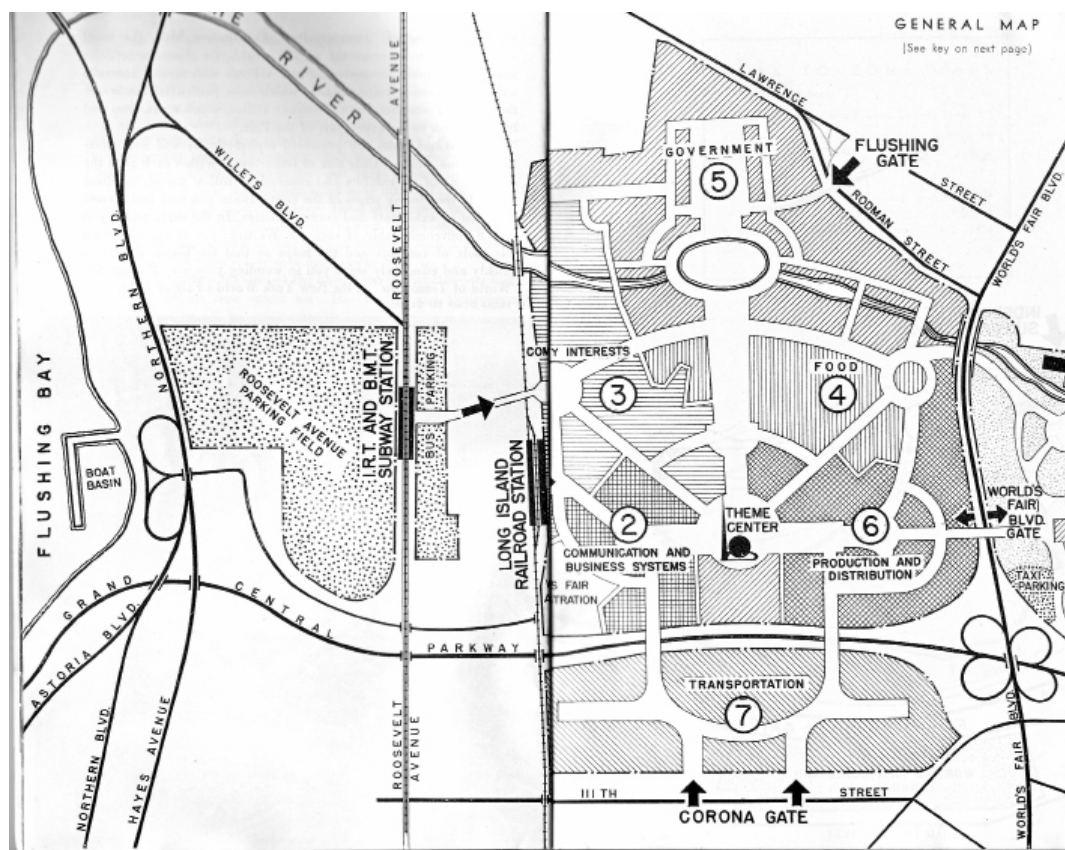 GENERAL MAP
(See key on next page)
RIVER
AVENUE
ROOSEVELT
WILLETS BLVD.
NORTHERN BLVD.
LAWRENCE
STREET
FLUSHING
GATE
RODMAN STREET
WORLD'S FAIR BLVD.
GOVERNMENT
5
FLUSHING BAY
BOAT
BASIN
ROOSEVELT AVENUE
PARKING FIELD
I.R.T. AND B.M.T.
SUBWAY STATION
BUS PARKING
LONG ISLAND
RAILROAD STATION
COM'Y INTERESTS
3
FOOD
4
2
COMMUNICATION AND
BUSINESS SYSTEMS
THEME
CENTER
6
PRODUCTION AND
DISTRIBUTION
WORLD'S
FAIR
BLVD.
GATE
TAXI
PARKING
'S FAIR
GRAND CENTRAL PARKWAY
ASTORIA BLVD.
NORTHERN BLVD.
HAYES AVENUE
ROOSEVELT
AVENUE
TRANSPORTATION
7
111TH STREET
CORONA GATE
WORLD'S FAIR BLVD.